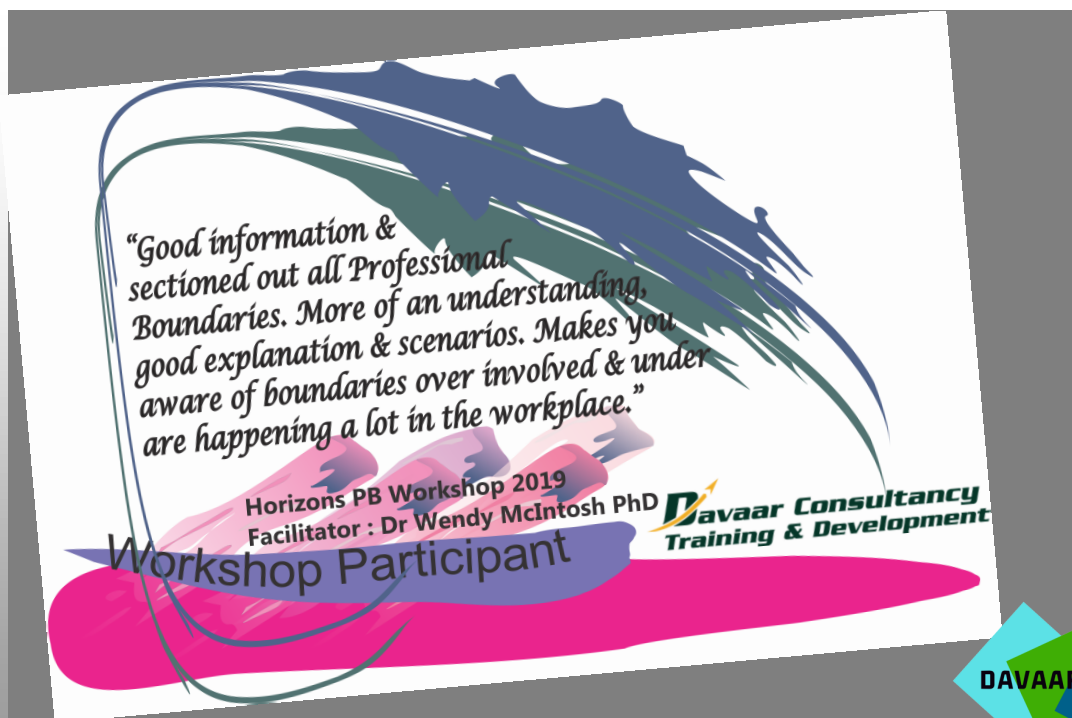 “Good information &
sectioned out all Professional
Boundaries. More of an understanding,
good explanation & scenarios. Makes you
aware of boundaries over involved & under
are happening a lot in the workplace.”
Horizons PB Workshop 2019
Facilitator : Dr Wendy McIntosh PhD
Workshop Participant
Davaar Consultancy
Training & Development
DAVAAR